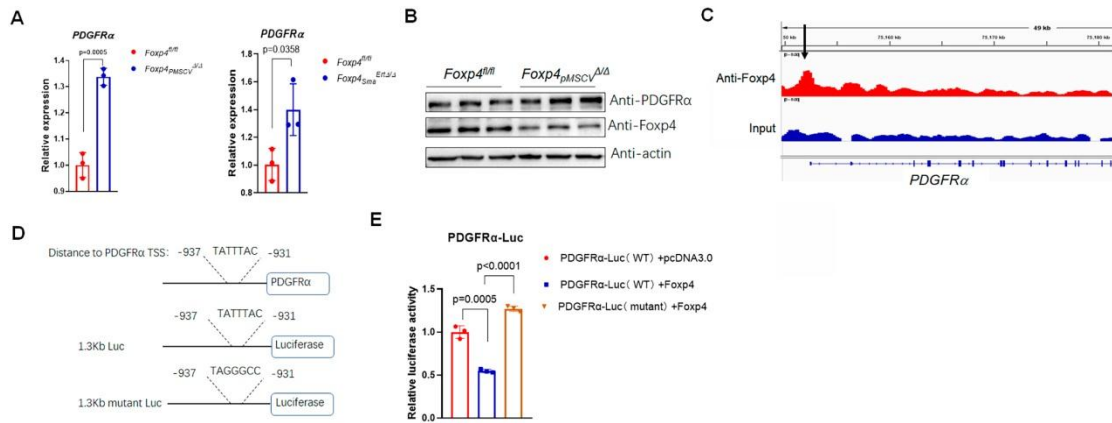 A
PDGFRα
p=0.0005
Foxp4fl/fl
Foxp4PMSCVΔ/Δ
Relative expression
1.4
1.3
1.2
1.1
1.0
0.9
PDGFRα
p=0.0358
Foxp4fl/fl
Foxp4SmaErtΔ/Δ
Relative expression
1.8
1.6
1.4
1.2
1.0
0.8
B
Foxp4fl/fl Foxp4pMSCVΔ/Δ
Anti-PDGFRα
Anti-Foxp4
Anti-actin
C
49 kb
Anti-Foxp4
Input
PDGFRα
D
Distance to PDGFRα TSS: -937 TATTTAC -931
PDGFRα
-937 TATTTAC -931
1.3Kb Luc Luciferase
-937 TAGGGCC -931
1.3Kb mutant Luc Luciferase
E
PDGFRα-Luc
p<0.0001
p=0.0005
PDGFRα-Luc( WT) +pcDNA3.0
PDGFRα-Luc( WT) +Foxp4
PDGFRα-Luc( mutant) +Foxp4
Relative luciferase activity
1.5
1.0
0.5
0.0